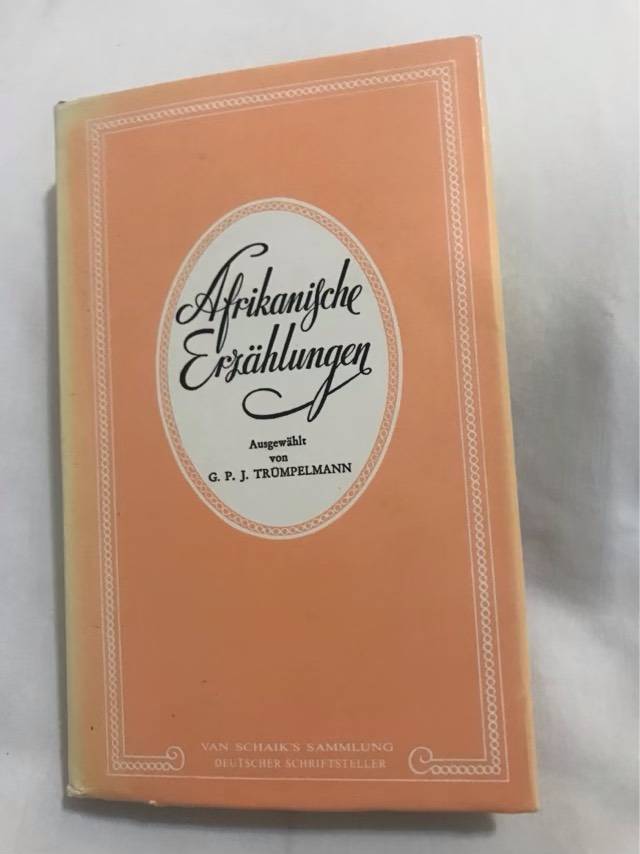 Afrikanische
Erzählungen
Ausgewählt
von
G. P. J. TRÜMPELMANN
VAN SCHAIK'S SAMMLUNG
DEUTSCHER SCHRIFTSTELLER